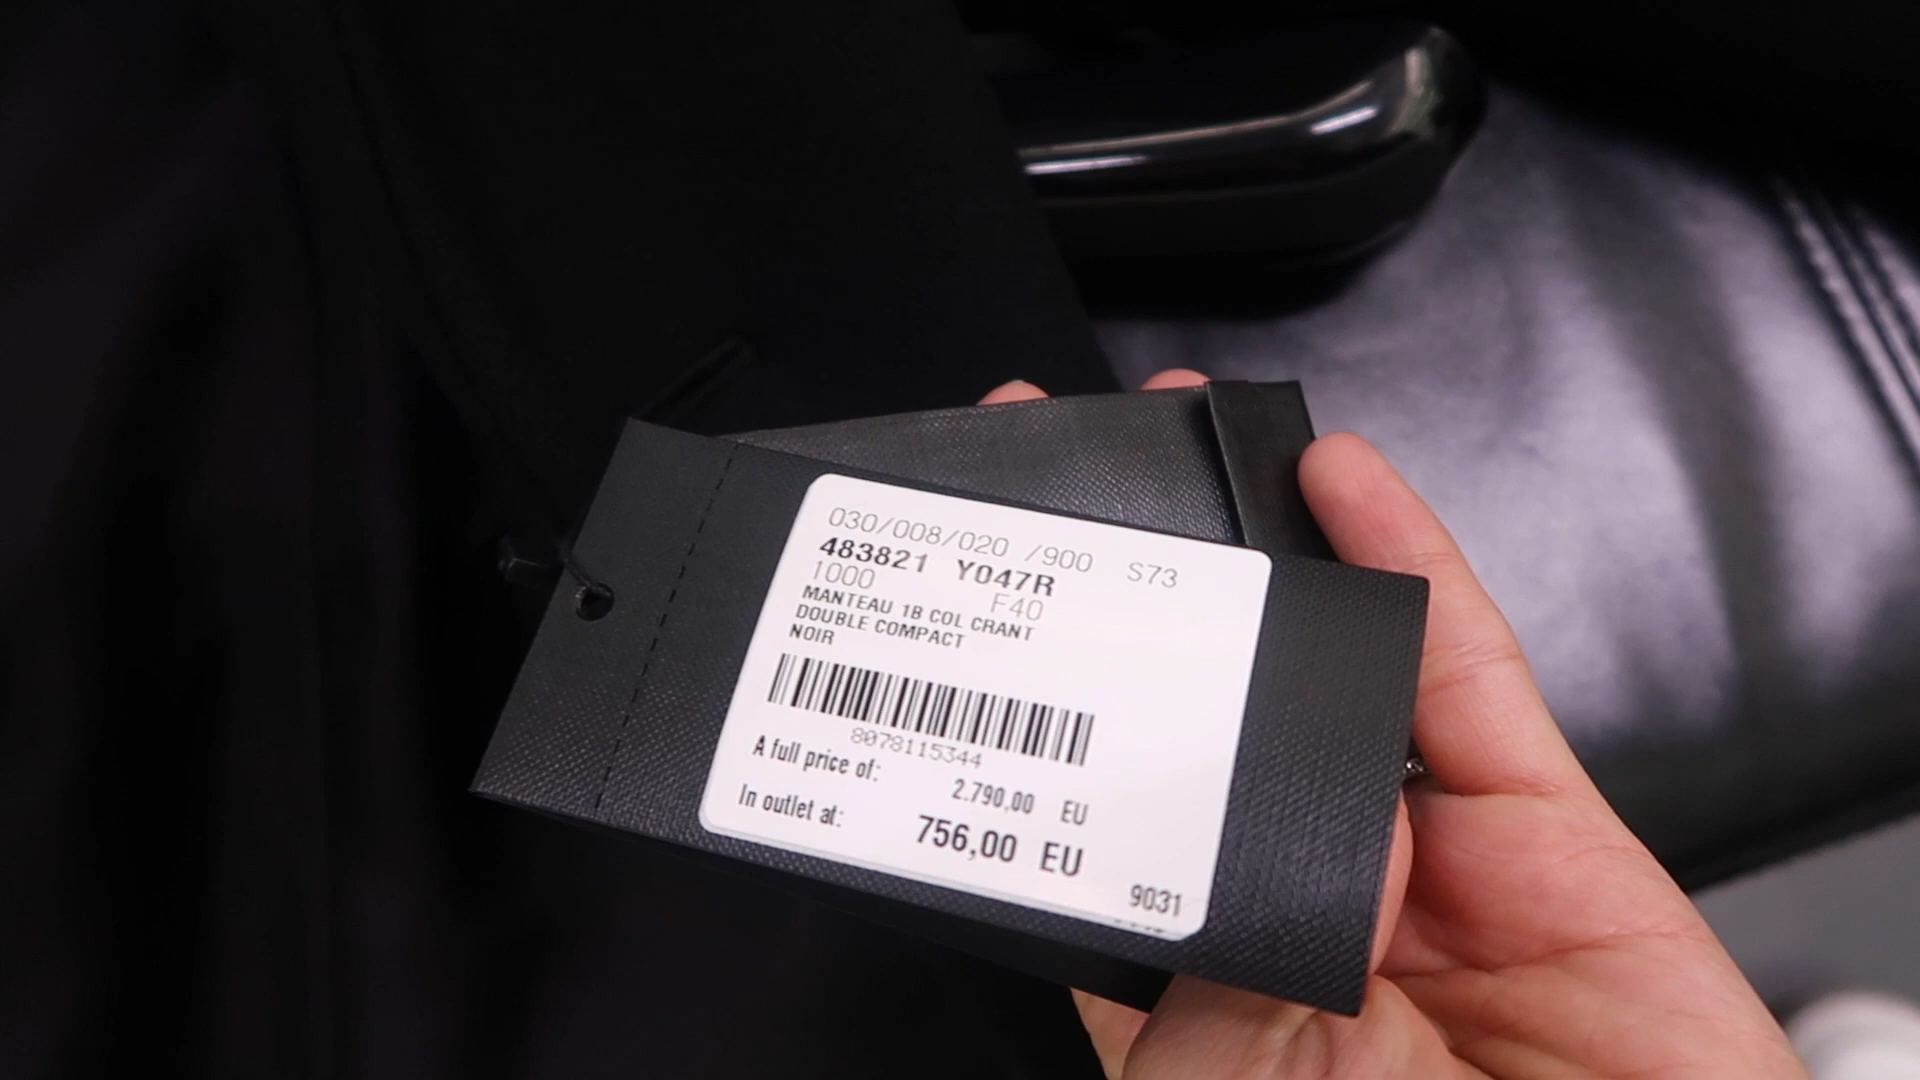 030/008/020 /900 S73
483821 Y047R
1000 F40
MANTEAU 1B COL CRANT
DOUBLE COMPACT
NOIR
8078115344
A full price of: 2.790,00 EU
In outlet at: 756,00 EU
9031